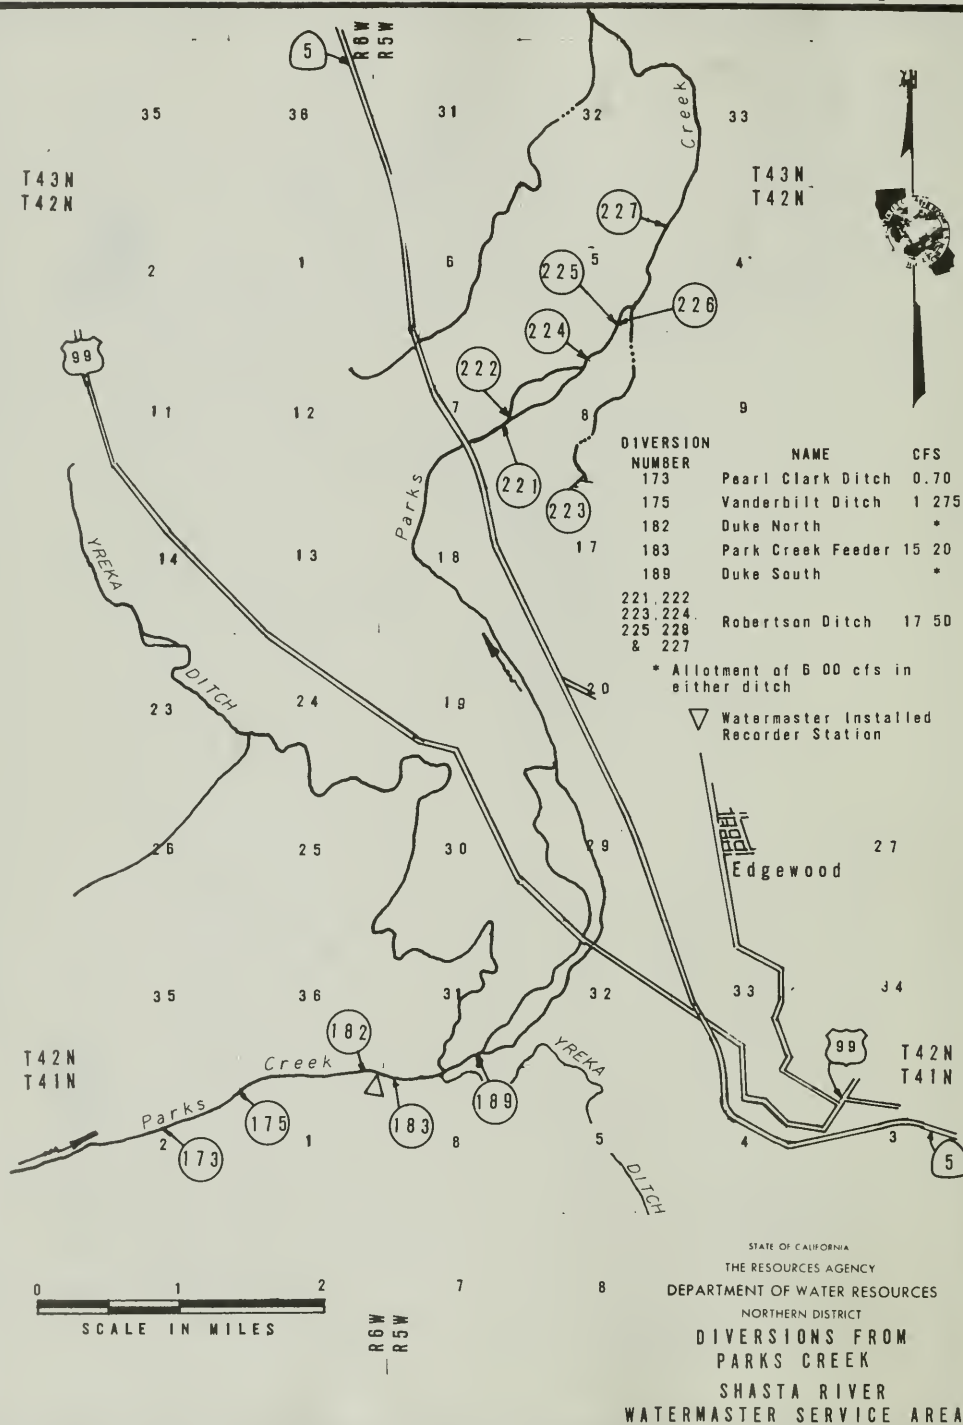 5
R6W
R5W
35
36
31
32
33
Creek
T43N
T42N
T43N
T42N
227
2
1
6
5
4
225
226
224
99
222
11
12
7
8
9
221
223
Parks
DIVERSION NUMBER NAME CFS
173 Pearl Clark Ditch 0.70
175 Vanderbilt Ditch 1 275
182 Duke North *
183 Park Creek Feeder 15 20
189 Duke South *
221, 222
223, 224.
225 228
& 227
Robertson Ditch 17 50
* Allotment of 6 00 cfs in
either ditch
Watermaster Installed
Recorder Station
YREKA
14
13
18
17
DITCH
23
24
19
20
26
25
30
29
27
Edgewood
35
36
31
32
33
34
182
T42N
T41N
Creek
YREKA
99
T42N
T41N
Parks
175
183
189
2
173
1
8
5
4
3
5
DITCH
0 1 2
SCALE IN MILES
7
8
R6W
R5W
STATE OF CALIFORNIA
THE RESOURCES AGENCY
DEPARTMENT OF WATER RESOURCES
NORTHERN DISTRICT
DIVERSIONS FROM
PARKS CREEK
SHASTA RIVER
WATERMASTER SERVICE AREA